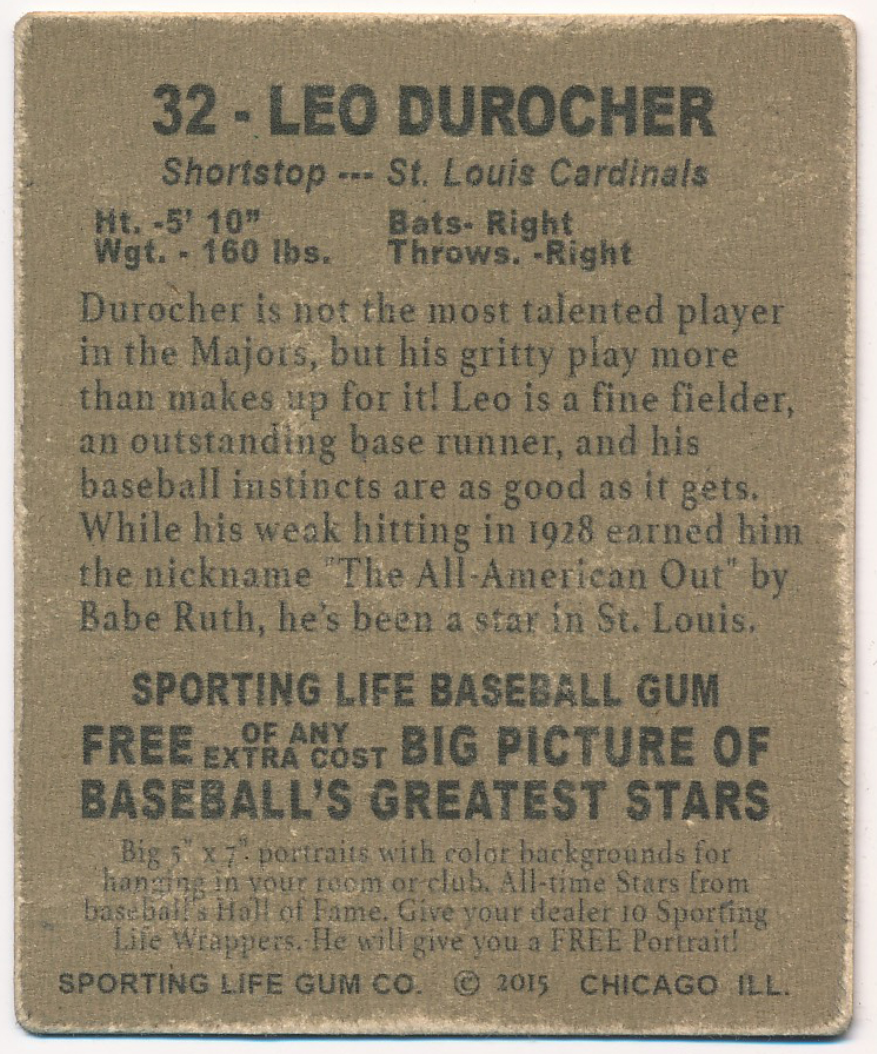 32 - LEO DUROCHER
Shortstop --- St. Louis Cardinals
Ht. -5' 10" Bats- Right
Wgt. - 160 lbs. Throws. -Right
Durocher is not the most talented player
in the Majors, but his gritty play more
than makes up for it! Leo is a fine fielder,
an outstanding base runner, and his
baseball instincts are as good as it gets.
While his weak hitting in 1928 earned him
the nickname "The All-American Out" by
Babe Ruth, he's been a star in St. Louis.
SPORTING LIFE BASEBALL GUM
FREE OF ANY EXTRA COST BIG PICTURE OF
BASEBALL'S GREATEST STARS
Big 5" x 7" portraits with color backgrounds for
hanging in your room or club. All-time Stars from
baseball's Hall of Fame. Give your dealer 10 Sporting
Life Wrappers. He will give you a FREE Portrait!
SPORTING LIFE GUM CO. © 2015 CHICAGO ILL.